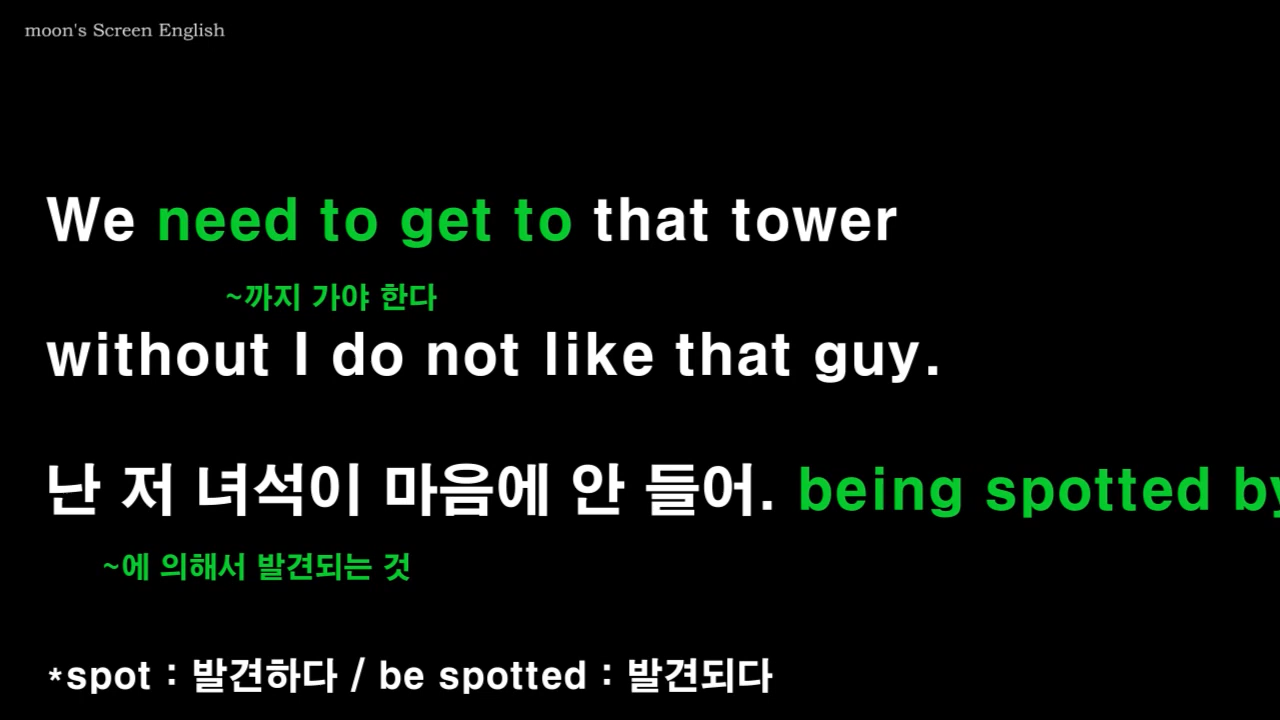 moon's Screen English
We need to get to that tower
~까지 가야 한다
without I do not like that guy.
난 저 녀석이 마음에 안 들어. being spotted by
~에 의해서 발견되는 것
*spot : 발견하다 / be spotted : 발견되다